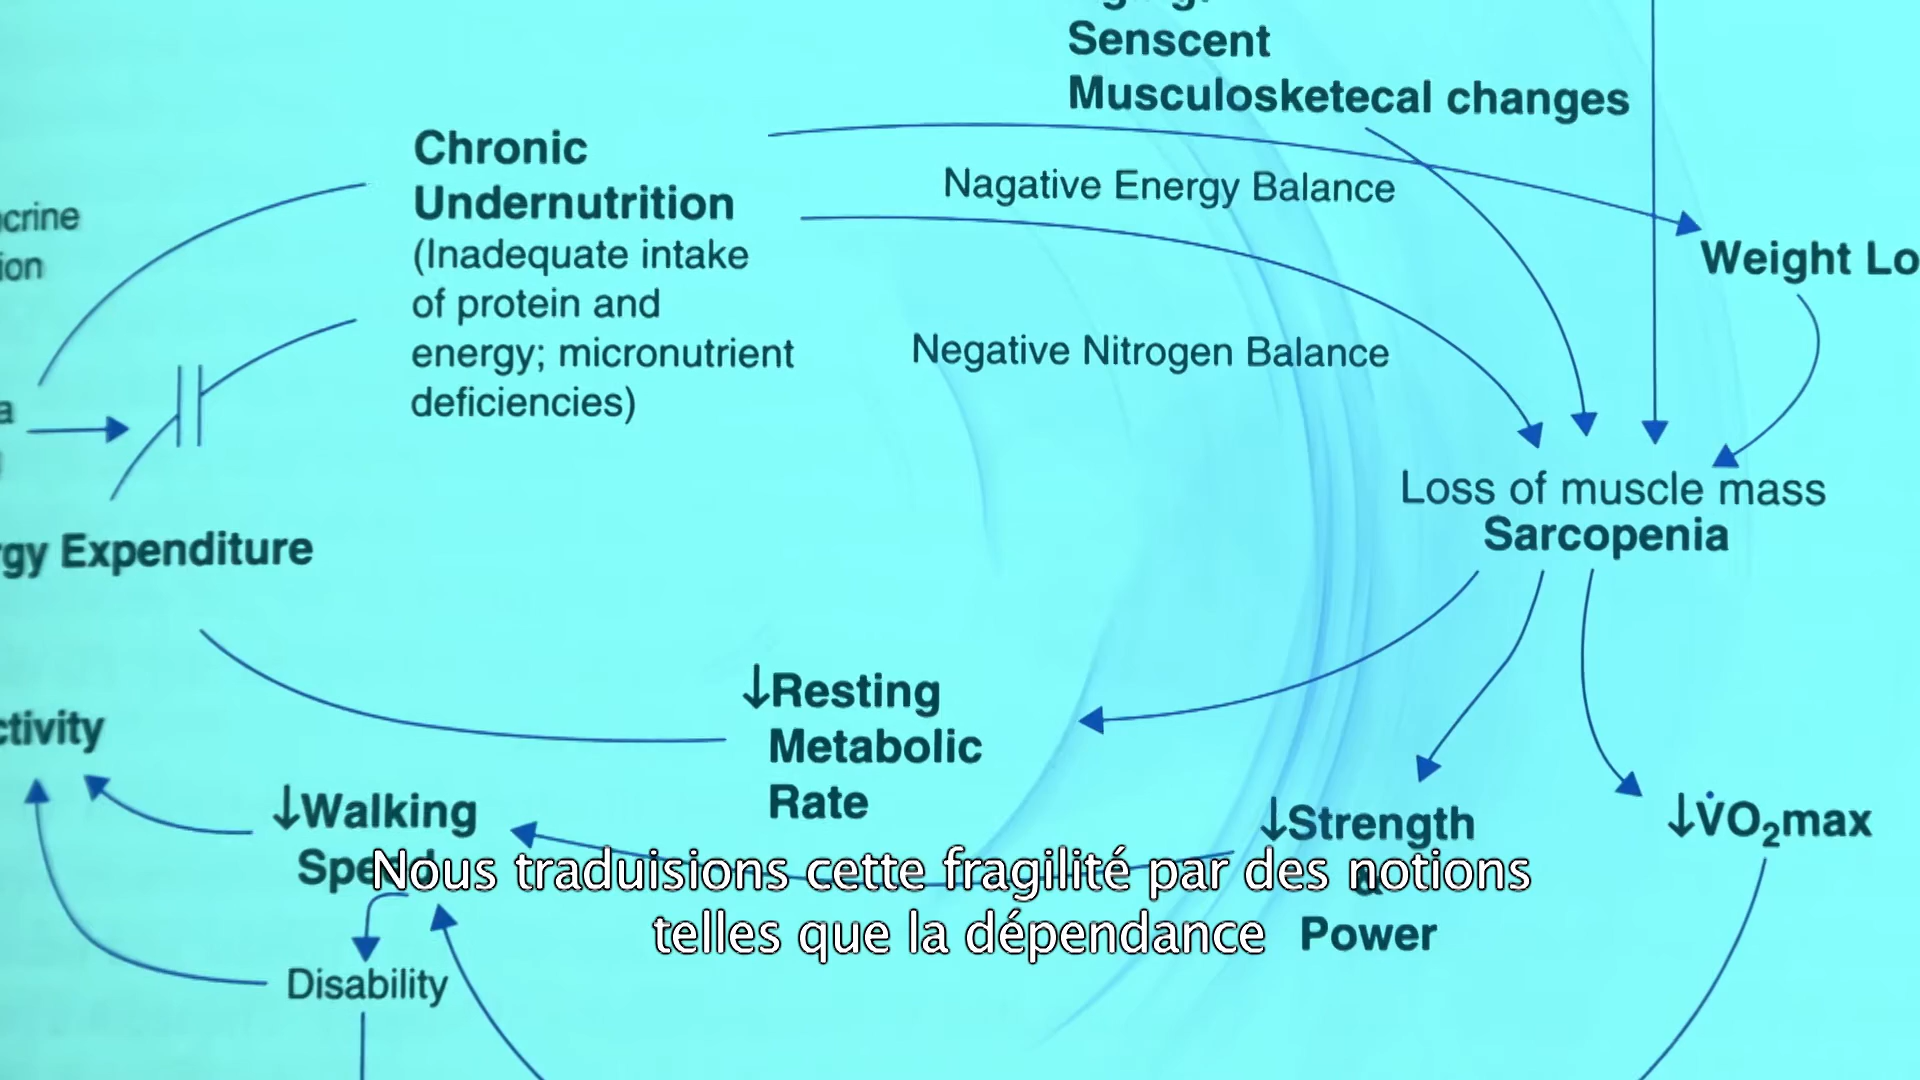 Senscent
Musculosketecal changes
Chronic
Undernutrition
(Inadequate intake
of protein and
energy; micronutrient
deficiencies)
Nagative Energy Balance
Negative Nitrogen Balance
Weight Lo
crine
ion
a
gy Expenditure
Loss of muscle mass
Sarcopenia
↓Resting
Metabolic
Rate
ctivity
↓Walking
Speed
↓Strength
&
Power
↓V̇O₂max
Disability
Nous traduisions cette fragilité par des notions
telles que la dépendance